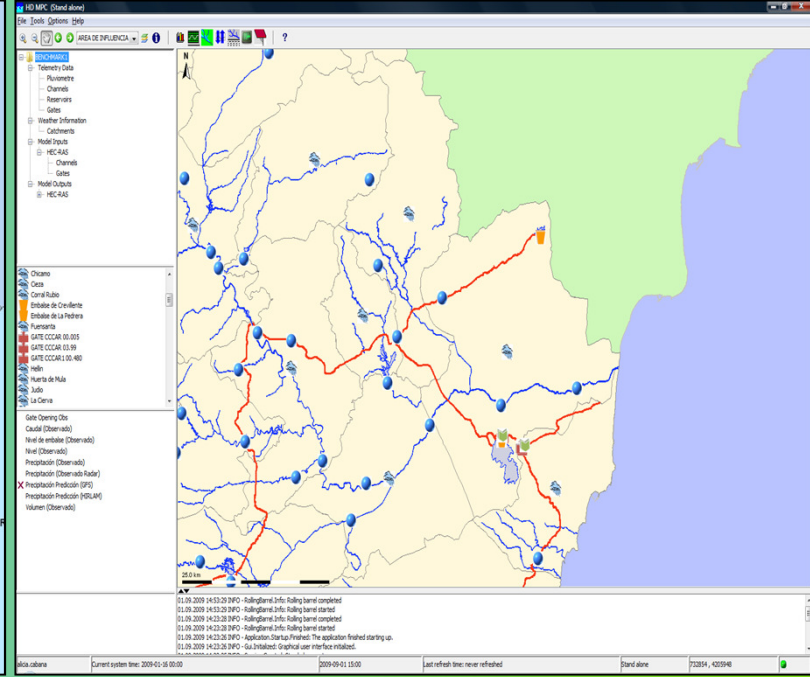 HD MPC (Stand alone)
File Tools Options Help
AREA DE INFLUENCIA
?
BENCHMARK1
Telemetry Data
Pluviometre
Channels
Reservoirs
Gates
Weather Information
Catchments
Model Inputs
HEC-RAS
Channels
Gates
Model Outputs
HEC-RAS
Chicamo
Cieza
Corral Rubio
Embalse de Crevillente
Embalse de La Pedrera
Fuensanta
GATE CCCAR 00.005
GATE CCCAR 03.99
GATE CCCAR1 00.480
Hellin
Huerta de Mula
Judio
La Cierva
Gate Opening Obs
Caudal (Observado)
Nivel de embalse (Observado)
Nivel (Observado)
Precipitación (Observado)
Precipitación (Observado Radar)
Precipitación Predicción (GFS)
Precipitación Predicción (HIRLAM)
Volumen (Observado)
N
25.0 km
01.09.2009 14:53:29 INFO - RollingBarrel.Info: Rolling barrel completed
01.09.2009 14:53:29 INFO - RollingBarrel.Info: Rolling barrel started
01.09.2009 14:23:28 INFO - RollingBarrel.Info: Rolling barrel completed
01.09.2009 14:23:28 INFO - RollingBarrel.Info: Rolling barrel started
01.09.2009 14:23:26 INFO - Application.Startup.Finished: The application finished starting up.
01.09.2009 14:23:26 INFO - Gui.Initialized: Graphical user interface initialized.
alicia.cabana
Current system time: 2009-01-16 00:00
2009-09-01 15:00
Last refresh time: never refreshed
Stand alone
732854 , 4205948
R